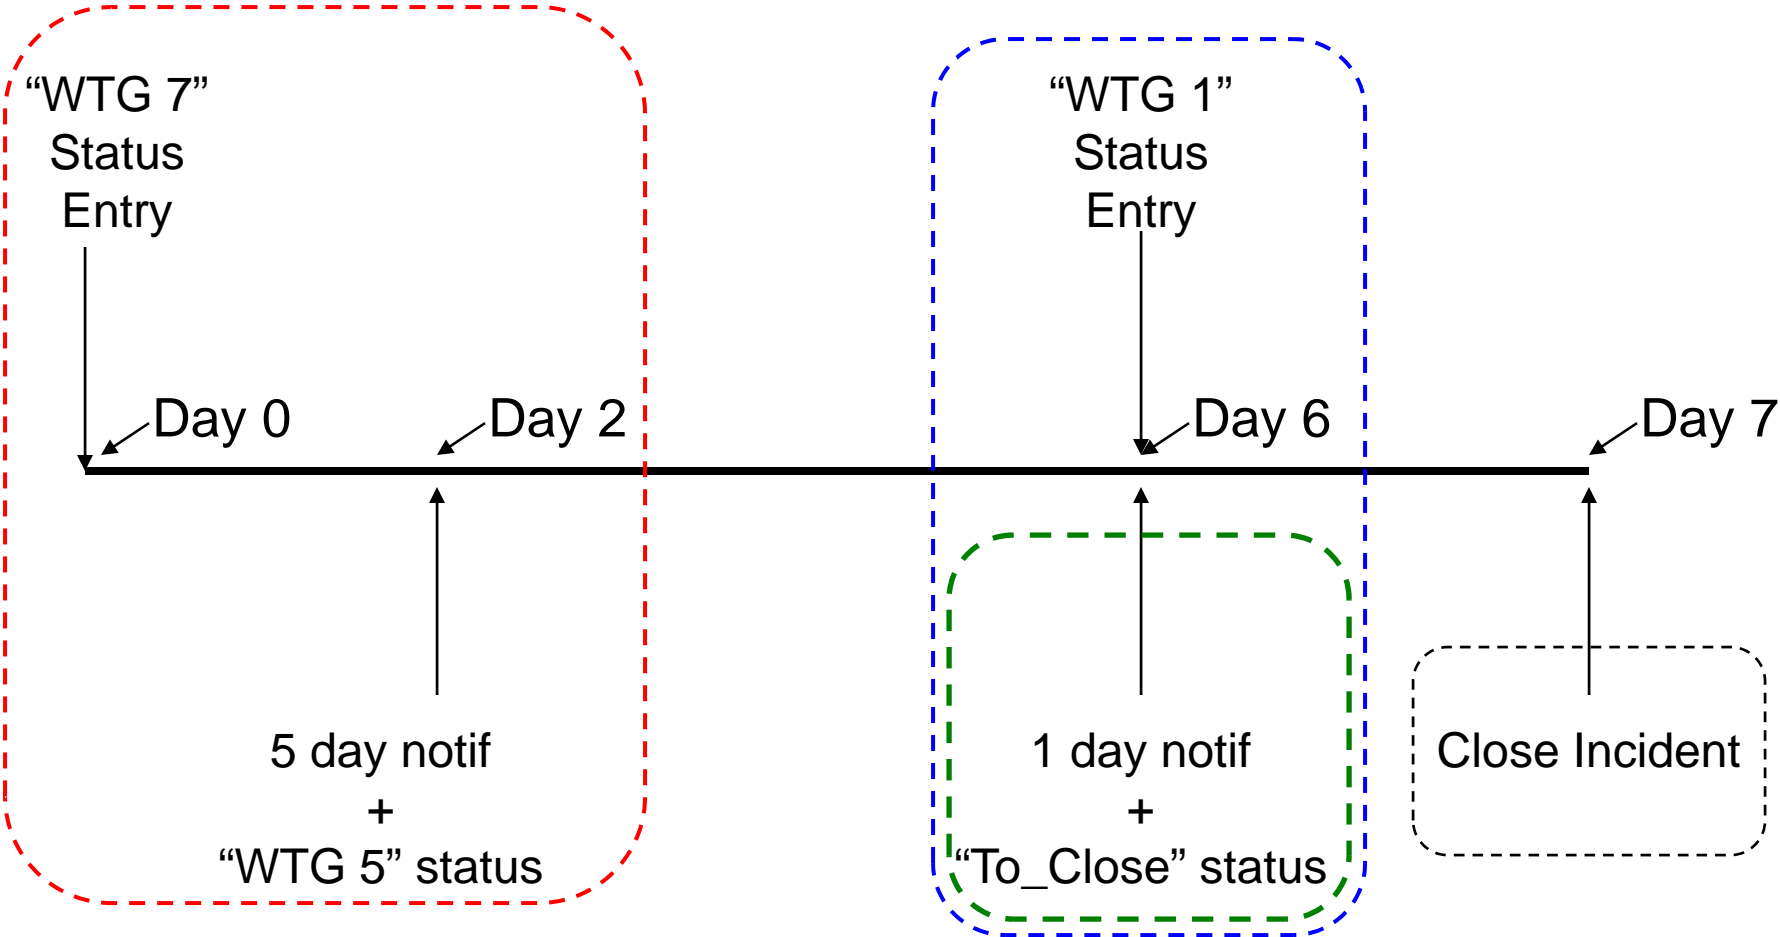 “WTG 7”
Status
Entry
“WTG 1”
Status
Entry
Day 0
Day 2
Day 6
Day 7
5 day notif
+
“WTG 5” status
1 day notif
+
“To_Close” status
Close Incident